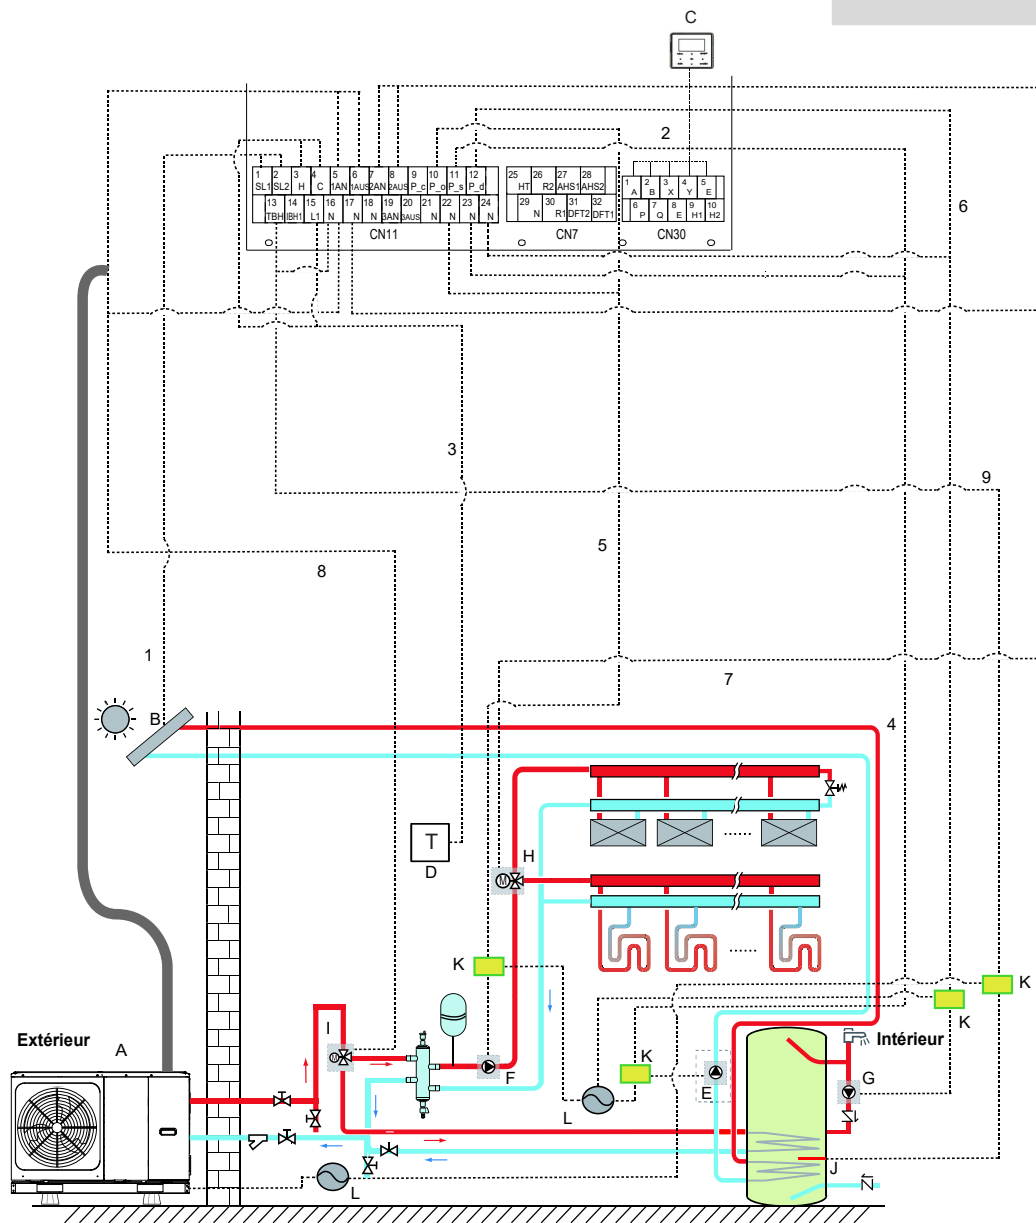 C
2
1 2 3 4 5 6 7 8 9 10 11 12
SL1 SL2 H C 1AN 1AUS 2AN 2AUS P_c P_o P_s P_d
13 14 15 16 17 18 19 20 21 22 23 24
TBH IBH1 L1 N N N 3AN 3AUS N N N N
CN11
25 26 27 28
HT R2 AHS1 AHS2
29 30 31 32
N R1 DFT2 DFT1
CN7
1 2 3 4 5
A B X Y E
6 7 8 9 10
P Q E H1 H2
CN30
6
3
9
5
8
1
7
B
4
T
D
H
M
K
K
K
Extérieur
A
I
M
Intérieur
F
K
E
G
L
J
L